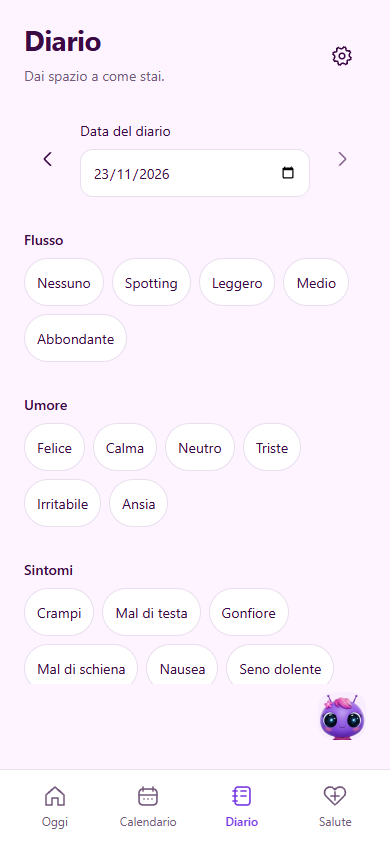 Diario
Dai spazio a come stai.
Data del diario
23/11/2026
Flusso
Nessuno Spotting Leggero Medio
Abbondante
Umore
Felice Calma Neutro Triste
Irritabile Ansia
Sintomi
Crampi Mal di testa Gonfiore
Mal di schiena Nausea Seno dolente
Oggi Calendario Diario Salute